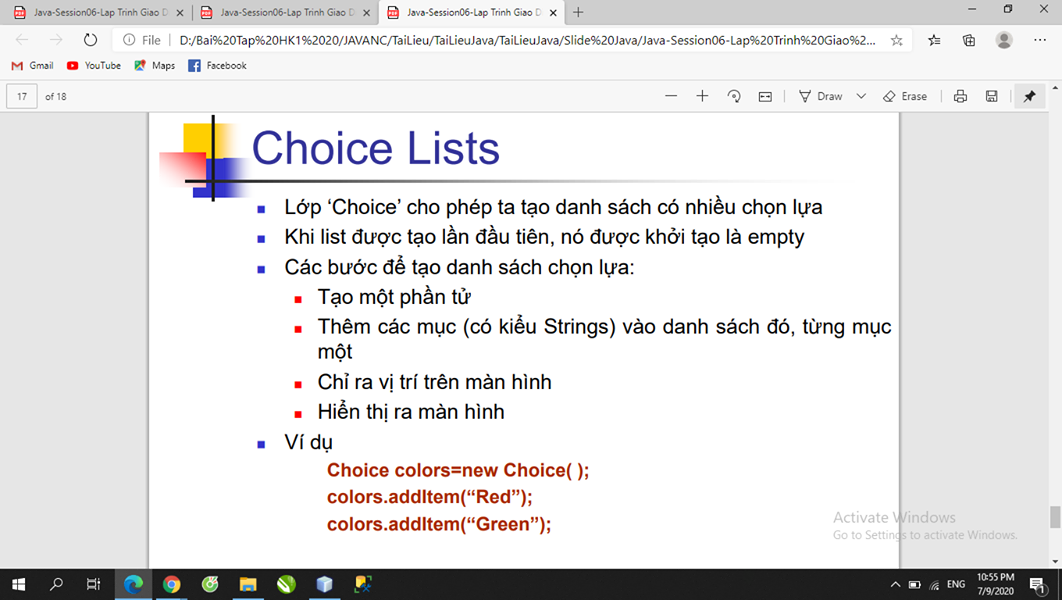 Java-Session06-Lap Trinh Giao D
Java-Session06-Lap Trinh Giao D
Java-Session06-Lap Trinh Giao D
File
D:/Bai%20Tap%20HK1%2020/JAVANC/TaiLieu/TaiLieuJava/TaiLieuJava/Slide%20Java/Java-Session06-Lap%20Trinh%20Giao%2...
Gmail
YouTube
Maps
Facebook
17 of 18
Draw
Erase
Choice Lists
Lớp ‘Choice’ cho phép ta tạo danh sách có nhiều chọn lựa
Khi list được tạo lần đầu tiên, nó được khởi tạo là empty
Các bước để tạo danh sách chọn lựa:
Tạo một phần tử
Thêm các mục (có kiểu Strings) vào danh sách đó, từng mục
một
Chỉ ra vị trí trên màn hình
Hiển thị ra màn hình
Ví dụ
Choice colors=new Choice( );
colors.addItem(“Red”);
colors.addItem(“Green”);
Activate Windows
Go to Settings to activate Windows.
ENG
10:55 PM
7/9/2020
1